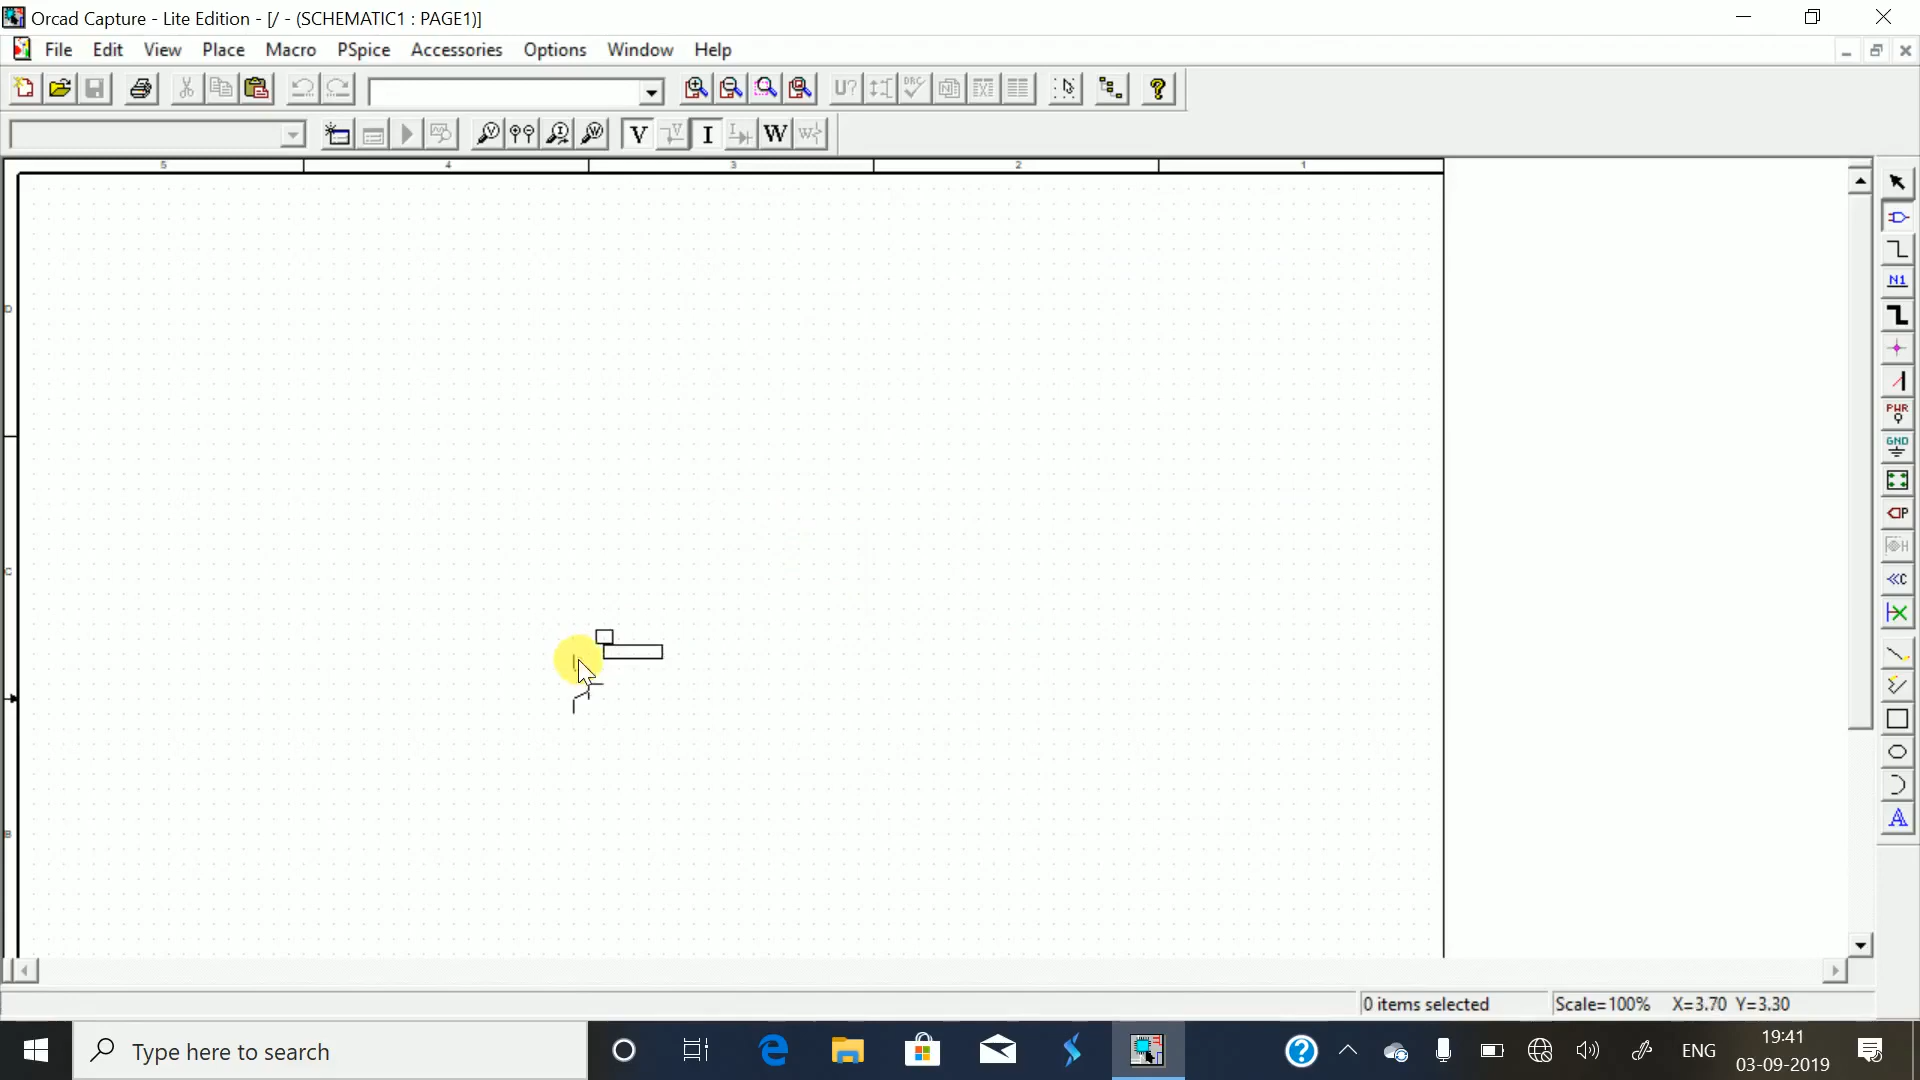 Orcad Capture - Lite Edition - [/ - (SCHEMATIC1 : PAGE1)]
File Edit View Place Macro PSpice Accessories Options Window Help
U? DRC
V V I I W W
5 4 3 2 1
D
C
B
N1
PWR
GND
P
H
C
A
0 items selected Scale=100% X=3.70 Y=3.30
Type here to search
ENG
19:41
03-09-2019